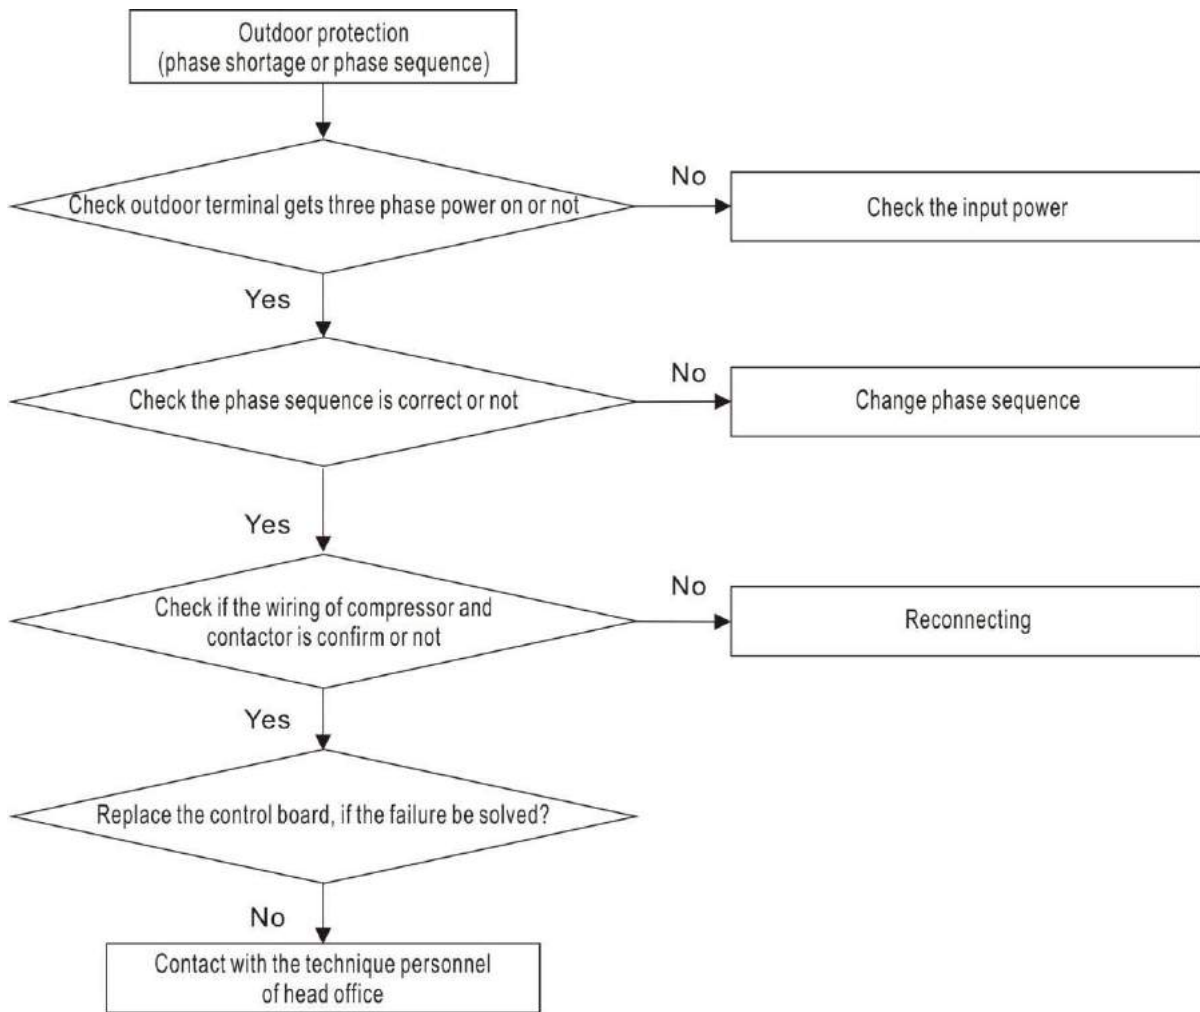 Outdoor protection
(phase shortage or phase sequence)
Check outdoor terminal gets three phase power on or not
No
Check the input power
Yes
Check the phase sequence is correct or not
No
Change phase sequence
Yes
Check if the wiring of compressor and
contactor is confirm or not
No
Reconnecting
Yes
Replace the control board, if the failure be solved?
No
Contact with the technique personnel
of head office